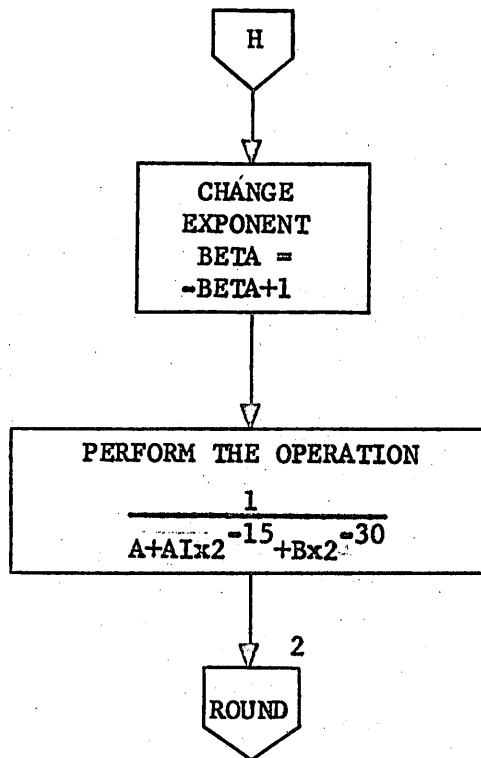 H
CHANGE
EXPONENT
BETA =
-BETA+1
PERFORM THE OPERATION
1
A+AIx2^-15+Bx2^-30
2
ROUND